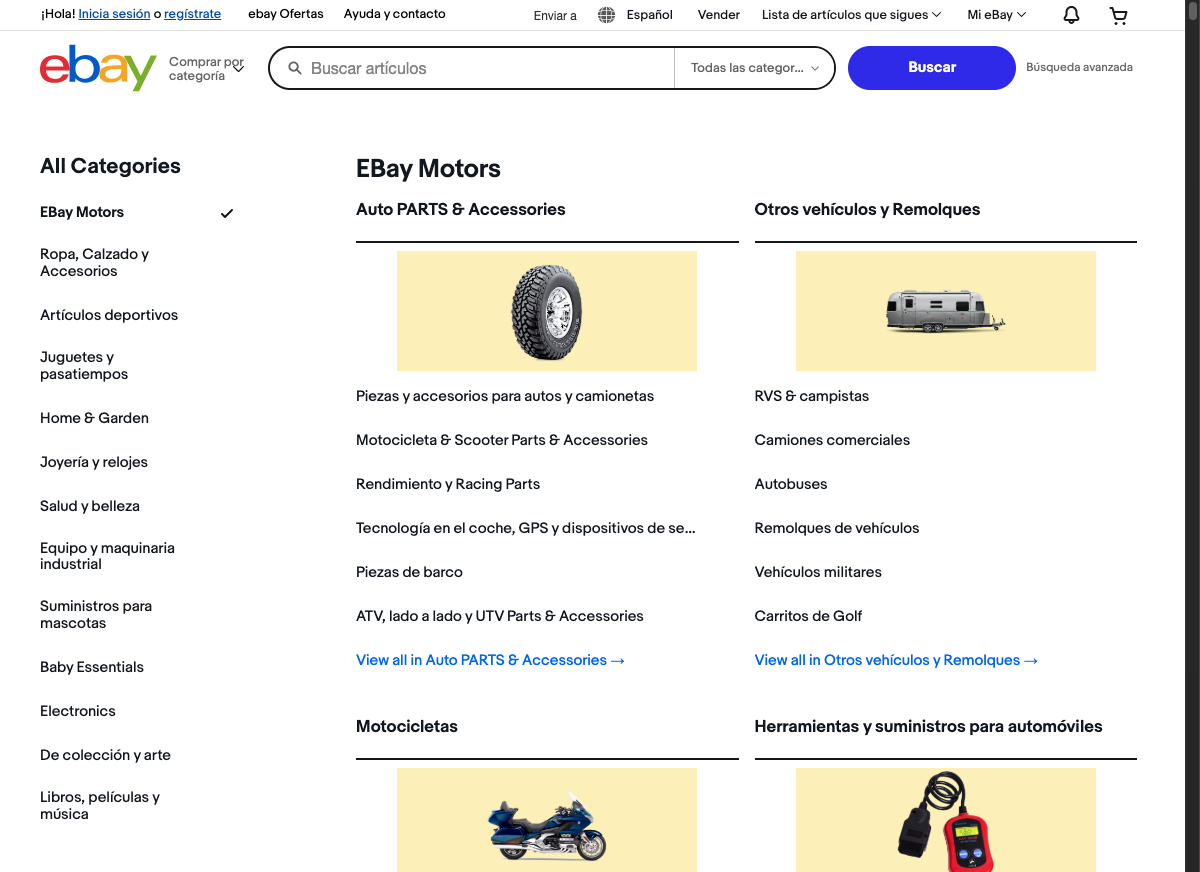 ¡Hola! Inicia sesión o regístrate
ebay Ofertas
Ayuda y contacto
Enviar a
Español
Vender
Lista de artículos que sigues
Mi eBay
ebay
Comprar por
categoría
Buscar artículos
Todas las categor...
Buscar
Búsqueda avanzada
All Categories
EBay Motors
Ropa, Calzado y
Accesorios
Artículos deportivos
Juguetes y
pasatiempos
Home & Garden
Joyería y relojes
Salud y belleza
Equipo y maquinaria
industrial
Suministros para
mascotas
Baby Essentials
Electronics
De colección y arte
Libros, películas y
música
EBay Motors
Auto PARTS & Accessories
Piezas y accesorios para autos y camionetas
Motocicleta & Scooter Parts & Accessories
Rendimiento y Racing Parts
Tecnología en el coche, GPS y dispositivos de se...
Piezas de barco
ATV, lado a lado y UTV Parts & Accessories
View all in Auto PARTS & Accessories →
Otros vehículos y Remolques
RVS & campistas
Camiones comerciales
Autobuses
Remolques de vehículos
Vehículos militares
Carritos de Golf
View all in Otros vehículos y Remolques →
Motocicletas
Herramientas y suministros para automóviles